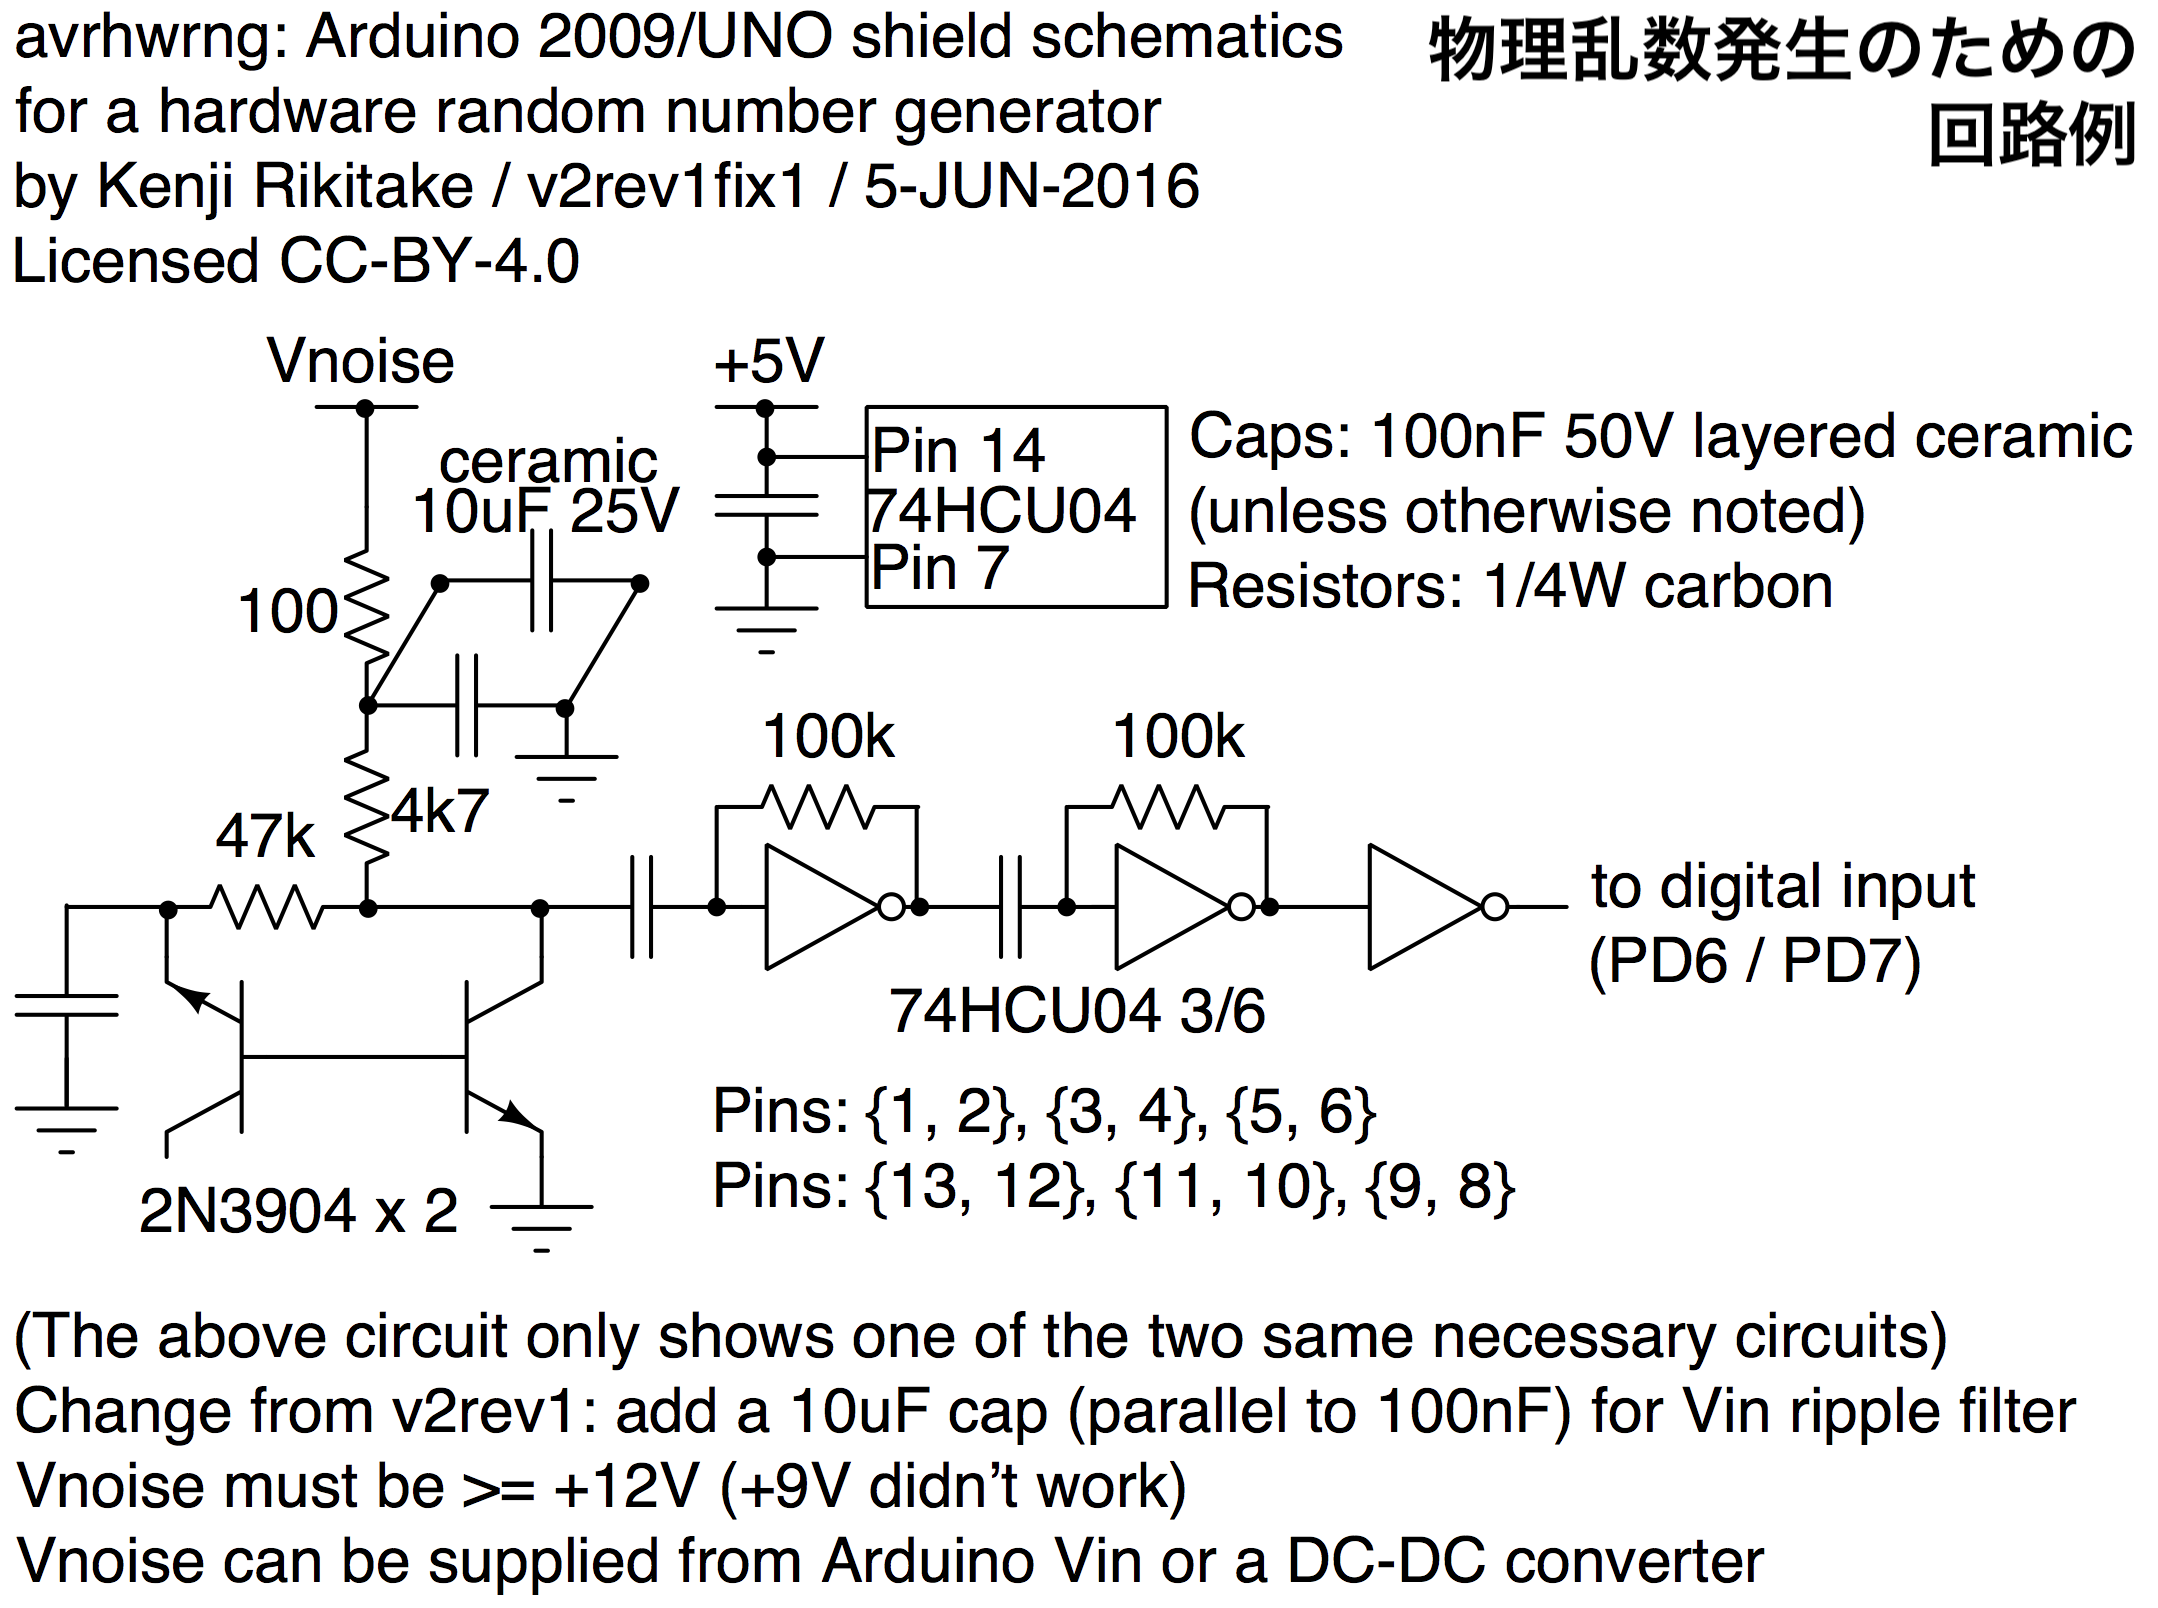 avrhwrng: Arduino 2009/UNO shield schematics
for a hardware random number generator
by Kenji Rikitake / v2rev1fix1 / 5-JUN-2016
Licensed CC-BY-4.0
物理乱数発生のための
回路例
Vnoise
+5V
ceramic
10uF 25V
Pin 14
74HCU04
Pin 7
Caps: 100nF 50V layered ceramic
(unless otherwise noted)
Resistors: 1/4W carbon
100
100k
100k
47k
4k7
to digital input
(PD6 / PD7)
74HCU04 3/6
Pins: {1, 2}, {3, 4}, {5, 6}
Pins: {13, 12}, {11, 10}, {9, 8}
2N3904 x 2
(The above circuit only shows one of the two same necessary circuits)
Change from v2rev1: add a 10uF cap (parallel to 100nF) for Vin ripple filter
Vnoise must be >= +12V (+9V didn’t work)
Vnoise can be supplied from Arduino Vin or a DC-DC converter